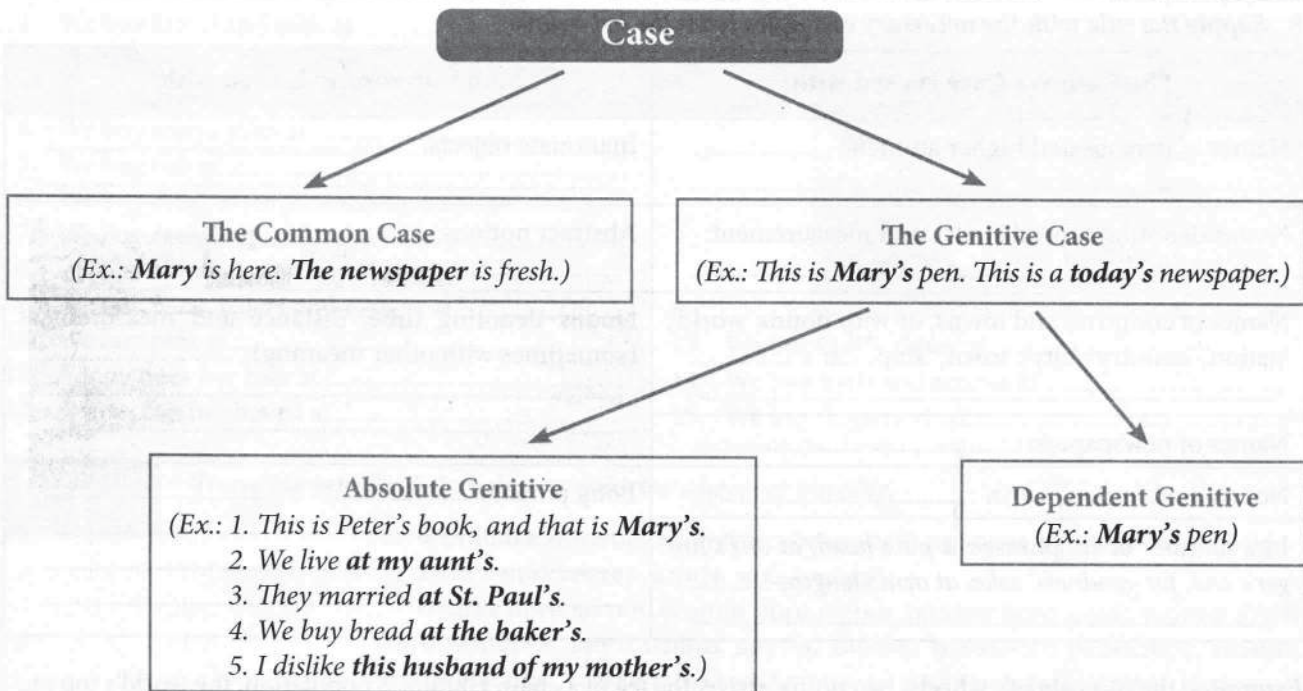 Case
The Common Case
(Ex.: Mary is here. The newspaper is fresh.)
The Genitive Case
(Ex.: This is Mary's pen. This is a today's newspaper.)
Absolute Genitive
(Ex.: 1. This is Peter's book, and that is Mary's.
2. We live at my aunt's.
3. They married at St. Paul's.
4. We buy bread at the baker's.
5. I dislike this husband of my mother's.)
Dependent Genitive
(Ex.: Mary's pen)